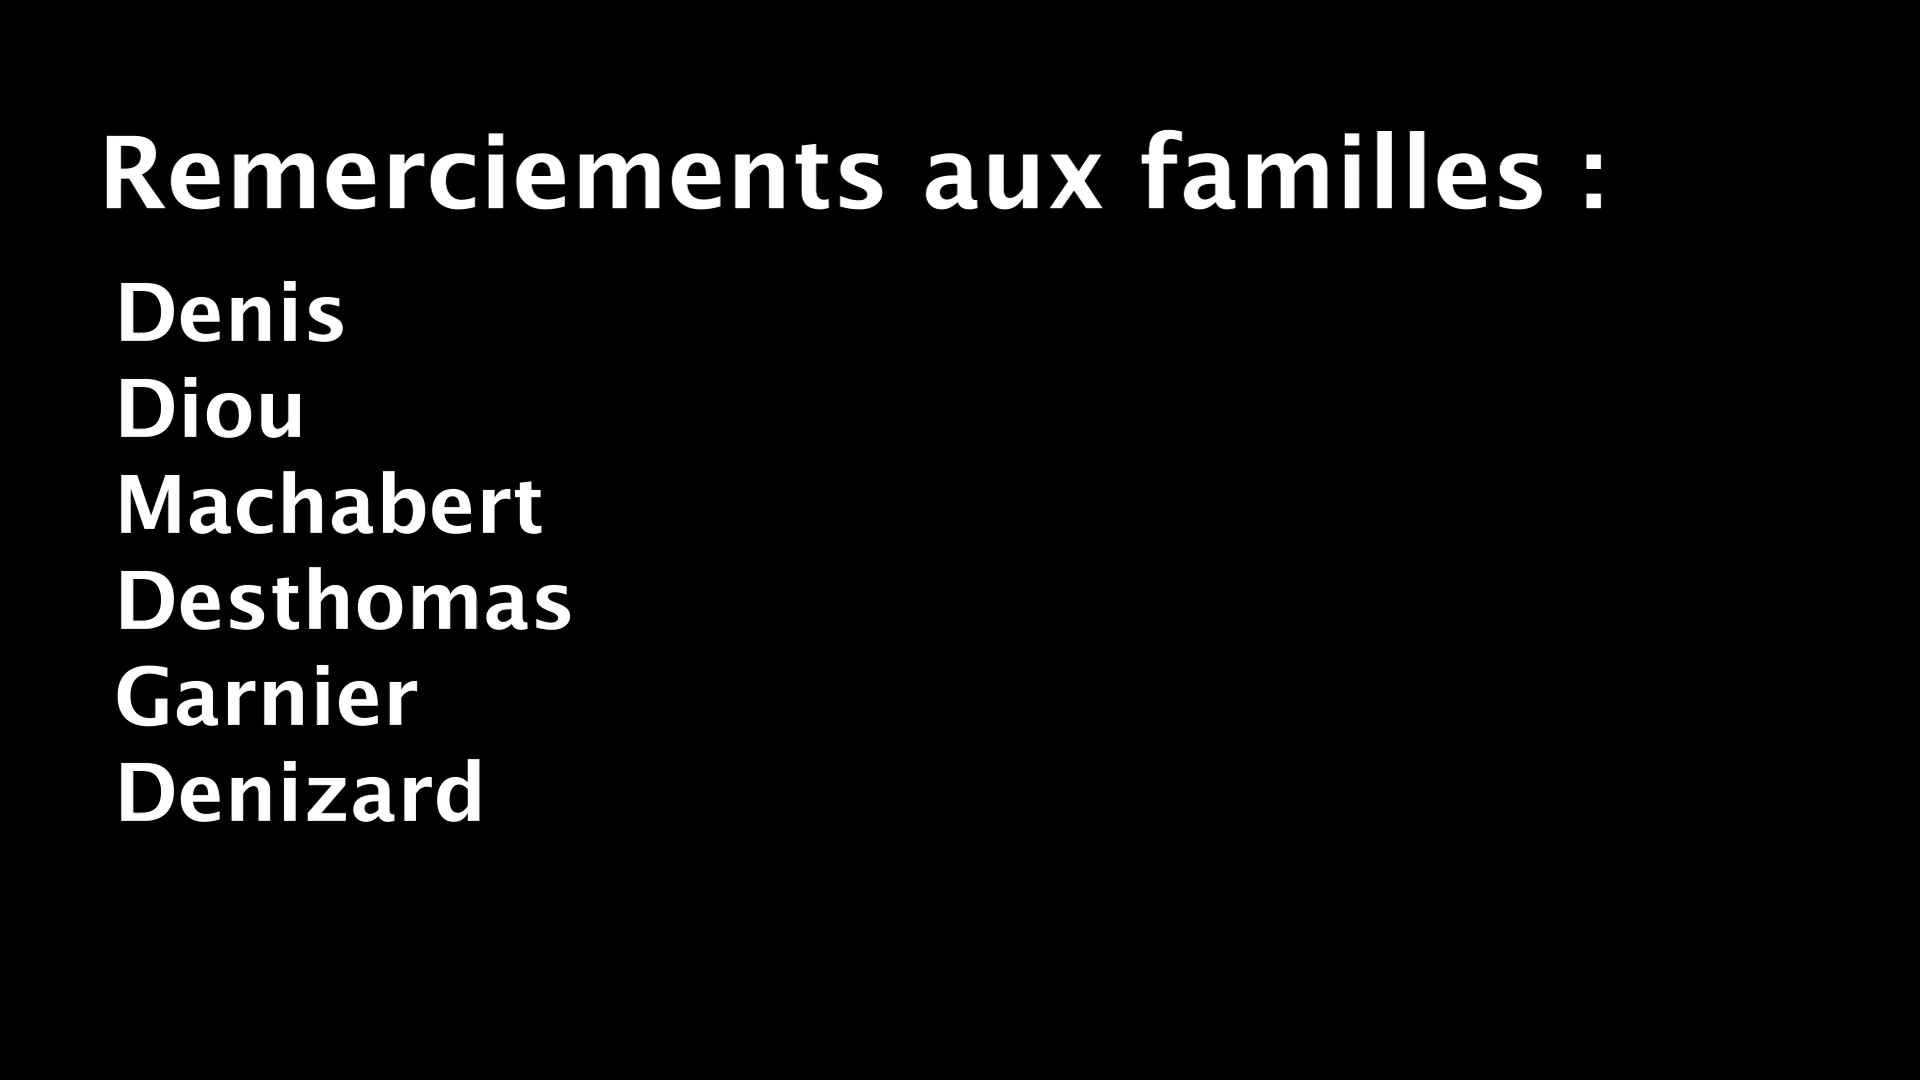 Remerciements aux familles :
Denis
Diou
Machabert
Desthomas
Garnier
Denizard